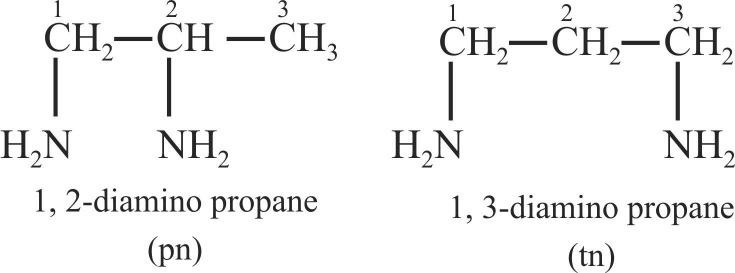 1 2 3
CH₂ — CH — CH₃
H₂N NH₂
1, 2-diamino propane
(pn)
1 2 3
CH₂ — CH₂ — CH₂
H₂N NH₂
1, 3-diamino propane
(tn)